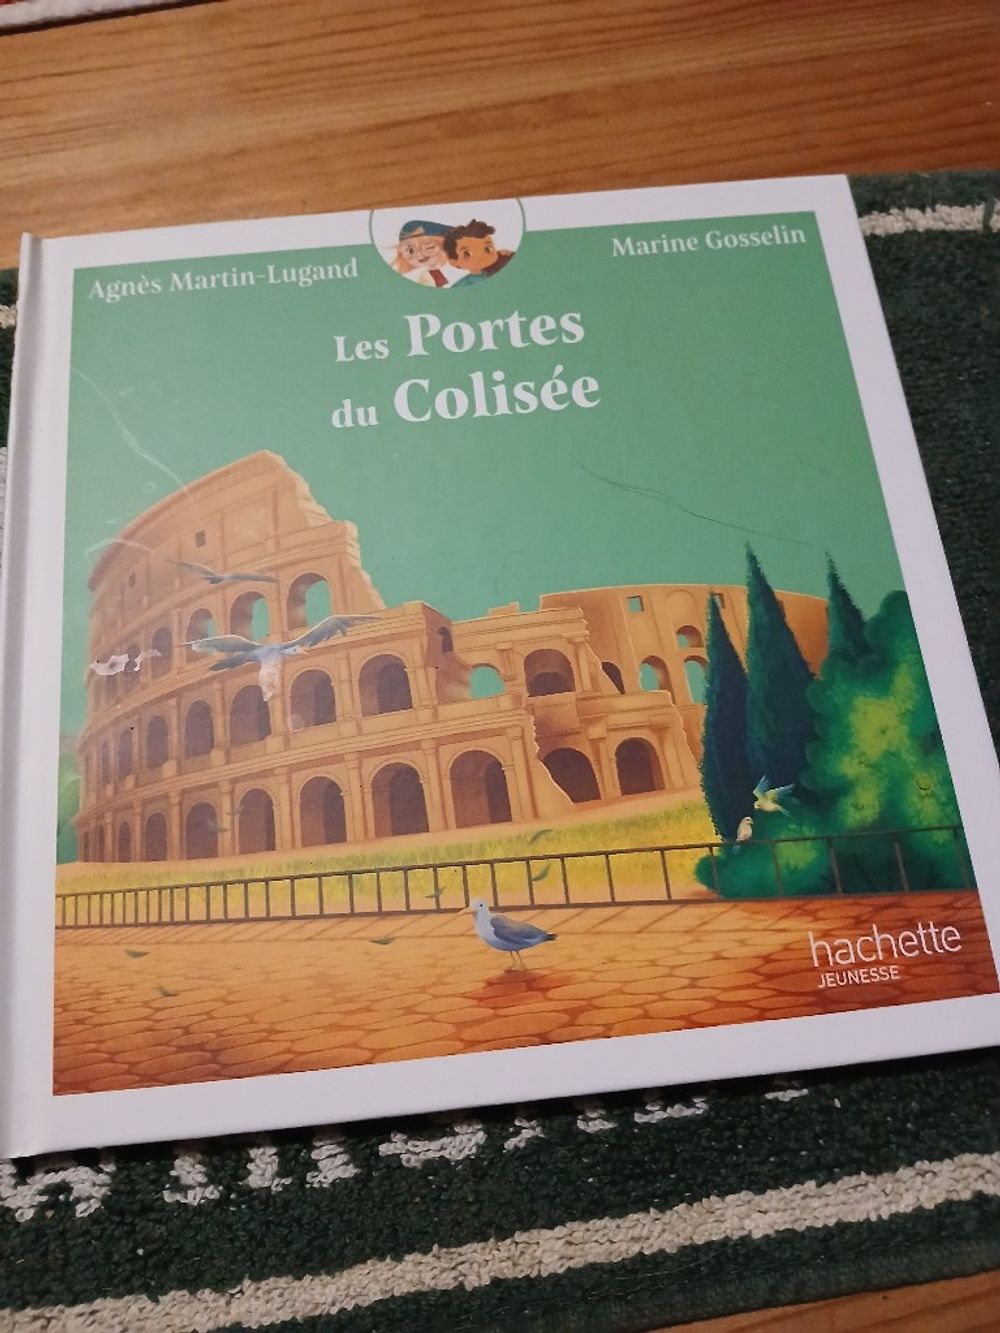 Agnès Martin-Lugand
Marine Gosselin
Les Portes
du Colisée
hachette
JEUNESSE